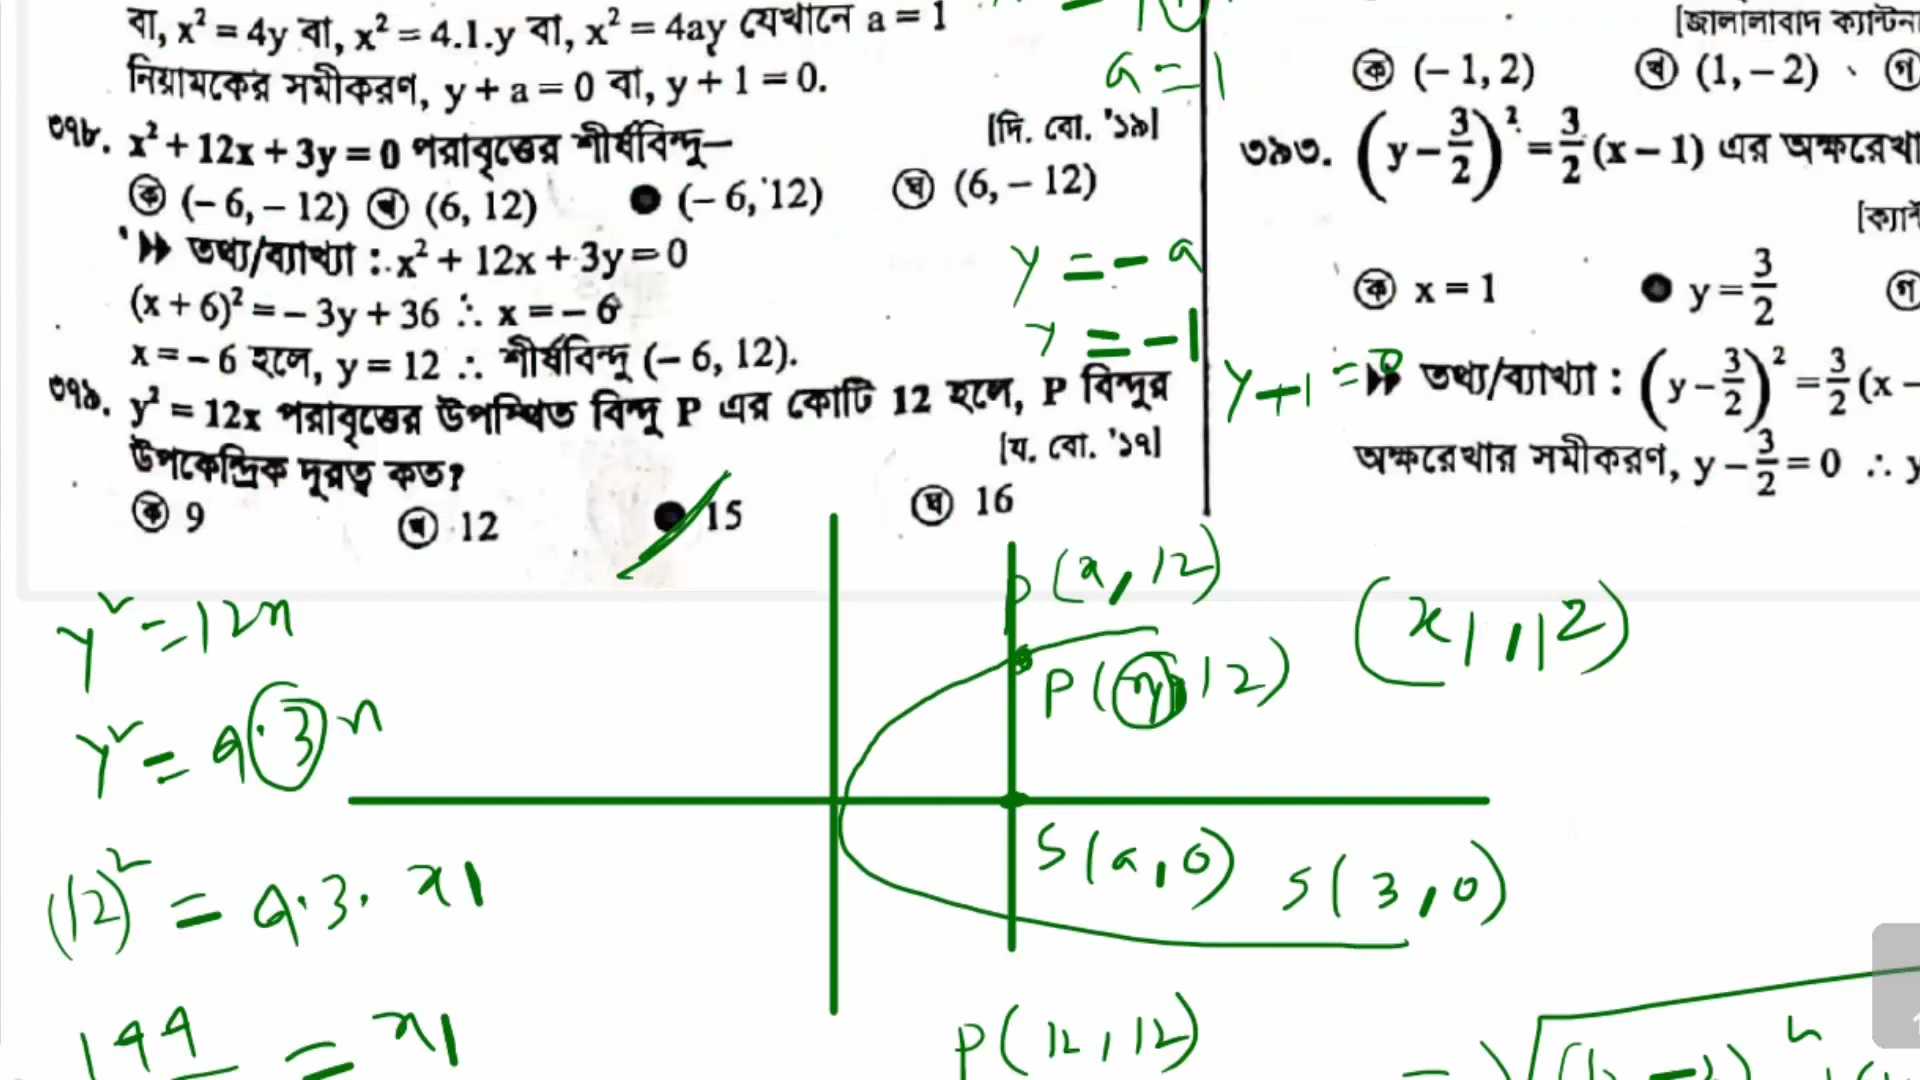 বা, x² = 4y বা, x² = 4.1.y বা, x² = 4ay যেখানে a = 1
নিয়ামকের সমীকরণ, y + a = 0 বা, y + 1 = 0.
৩৭৮. x² + 12x + 3y = 0 পরাবৃত্তের শীর্ষবিন্দু– [দি. বো. '১৯]
ক (– 6, – 12) খ (6, 12) ● (– 6, 12) ঘ (6, – 12)
▶▶ তথ্য/ব্যাখ্যা : x² + 12x + 3y = 0
(x + 6)² = – 3y + 36 ∴ x = – 6
x = – 6 হলে, y = 12 ∴ শীর্ষবিন্দু (– 6, 12).
৩৭৯. y² = 12x পরাবৃত্তের উপস্থিত বিন্দু P এর কোটি 12 হলে, P বিন্দুর
উপকেন্দ্রিক দূরত্ব কত? [য. বো. '১৭]
ক 9 খ 12 ● 15 ঘ 16
a = 1
y = – a
y = – 1
y + 1 = 0
[জালালাবাদ
ক (– 1, 2) খ (1, – 2) গ
৩৯৩. (y – 3/2)² = 3/2 (x – 1) এর
ক x = 1 ● y = 3/2 গ
▶▶ তথ্য/ব্যাখ্যা : (y – 3/2)² = 3/2 (x –
অক্ষরেখার সমীকরণ, y – 3/2 = 0 ∴ y
y² = 12x
y² = 4·3x
(12)² = 4·3· x1
144 = x1
P(x, 12)
P(x1, 12)
(x1, 12)
S(a, 0) S(3, 0)
P(12, 12)